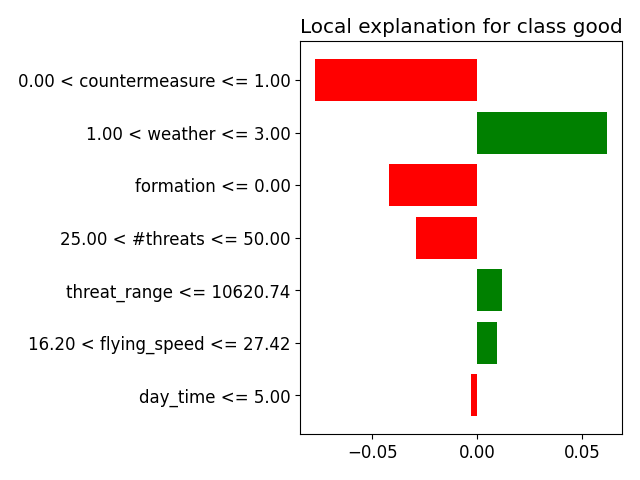 Local explanation for class good
0.00 < countermeasure <= 1.00
1.00 < weather <= 3.00
formation <= 0.00
25.00 < #threats <= 50.00
threat_range <= 10620.74
16.20 < flying_speed <= 27.42
day_time <= 5.00
−0.05 0.00 0.05